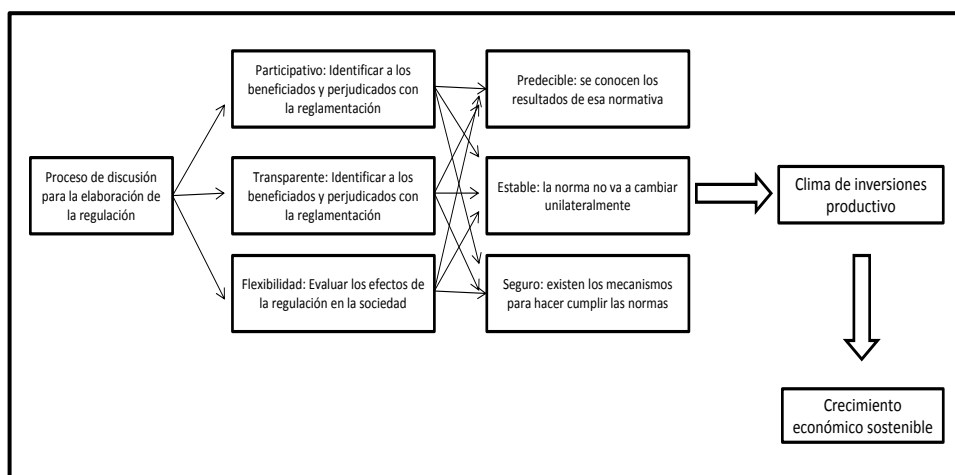 Proceso de discusión
para la elaboración de
la regulación
Participativo: Identificar a los
beneficiados y perjudicados con
la reglamentación
Transparente: Identificar a los
beneficiados y perjudicados con
la reglamentación
Flexibilidad: Evaluar los efectos de
la regulación en la sociedad
Predecible: se conocen los
resultados de esa normativa
Estable: la norma no va a cambiar
unilateralmente
Seguro: existen los mecanismos
para hacer cumplir las normas
Clima de inversiones
productivo
Crecimiento
económico sostenible